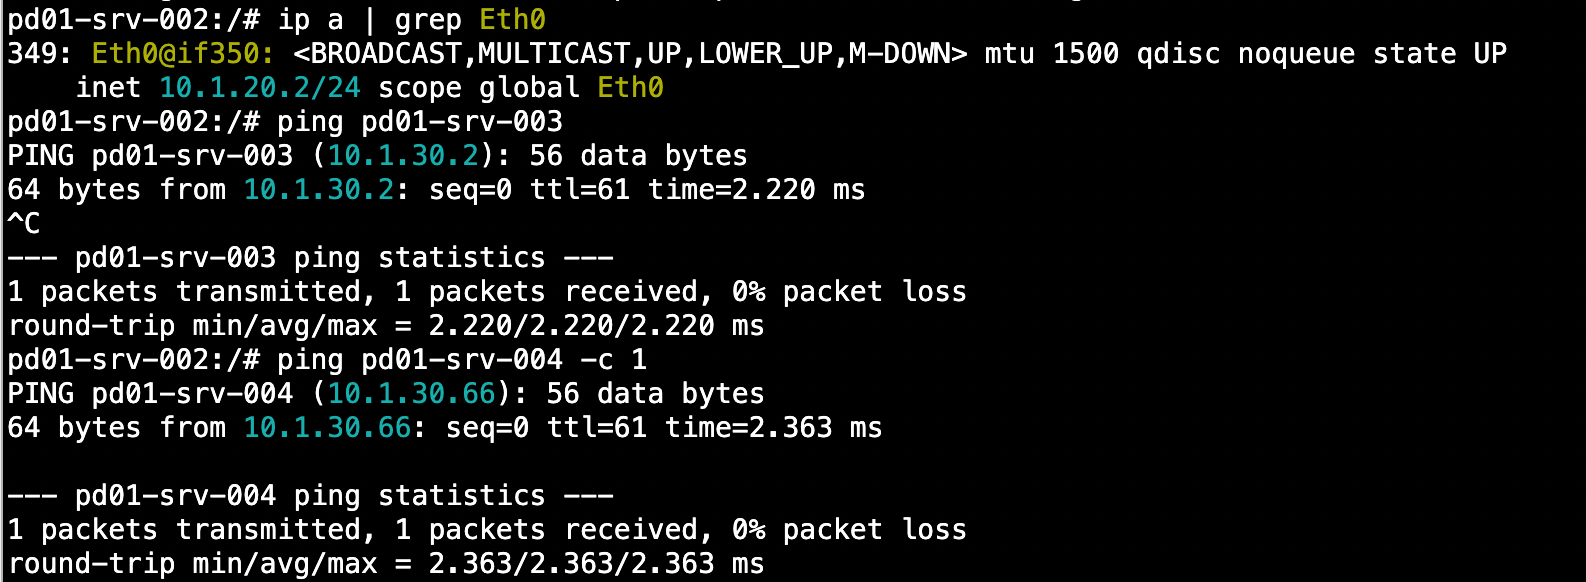 pd01-srv-002:/# ip a | grep Eth0
349: Eth0@if350: <BROADCAST,MULTICAST,UP,LOWER_UP,M-DOWN> mtu 1500 qdisc noqueue state UP
    inet 10.1.20.2/24 scope global Eth0
pd01-srv-002:/# ping pd01-srv-003
PING pd01-srv-003 (10.1.30.2): 56 data bytes
64 bytes from 10.1.30.2: seq=0 ttl=61 time=2.220 ms
^C
--- pd01-srv-003 ping statistics ---
1 packets transmitted, 1 packets received, 0% packet loss
round-trip min/avg/max = 2.220/2.220/2.220 ms
pd01-srv-002:/# ping pd01-srv-004 -c 1
PING pd01-srv-004 (10.1.30.66): 56 data bytes
64 bytes from 10.1.30.66: seq=0 ttl=61 time=2.363 ms

--- pd01-srv-004 ping statistics ---
1 packets transmitted, 1 packets received, 0% packet loss
round-trip min/avg/max = 2.363/2.363/2.363 ms